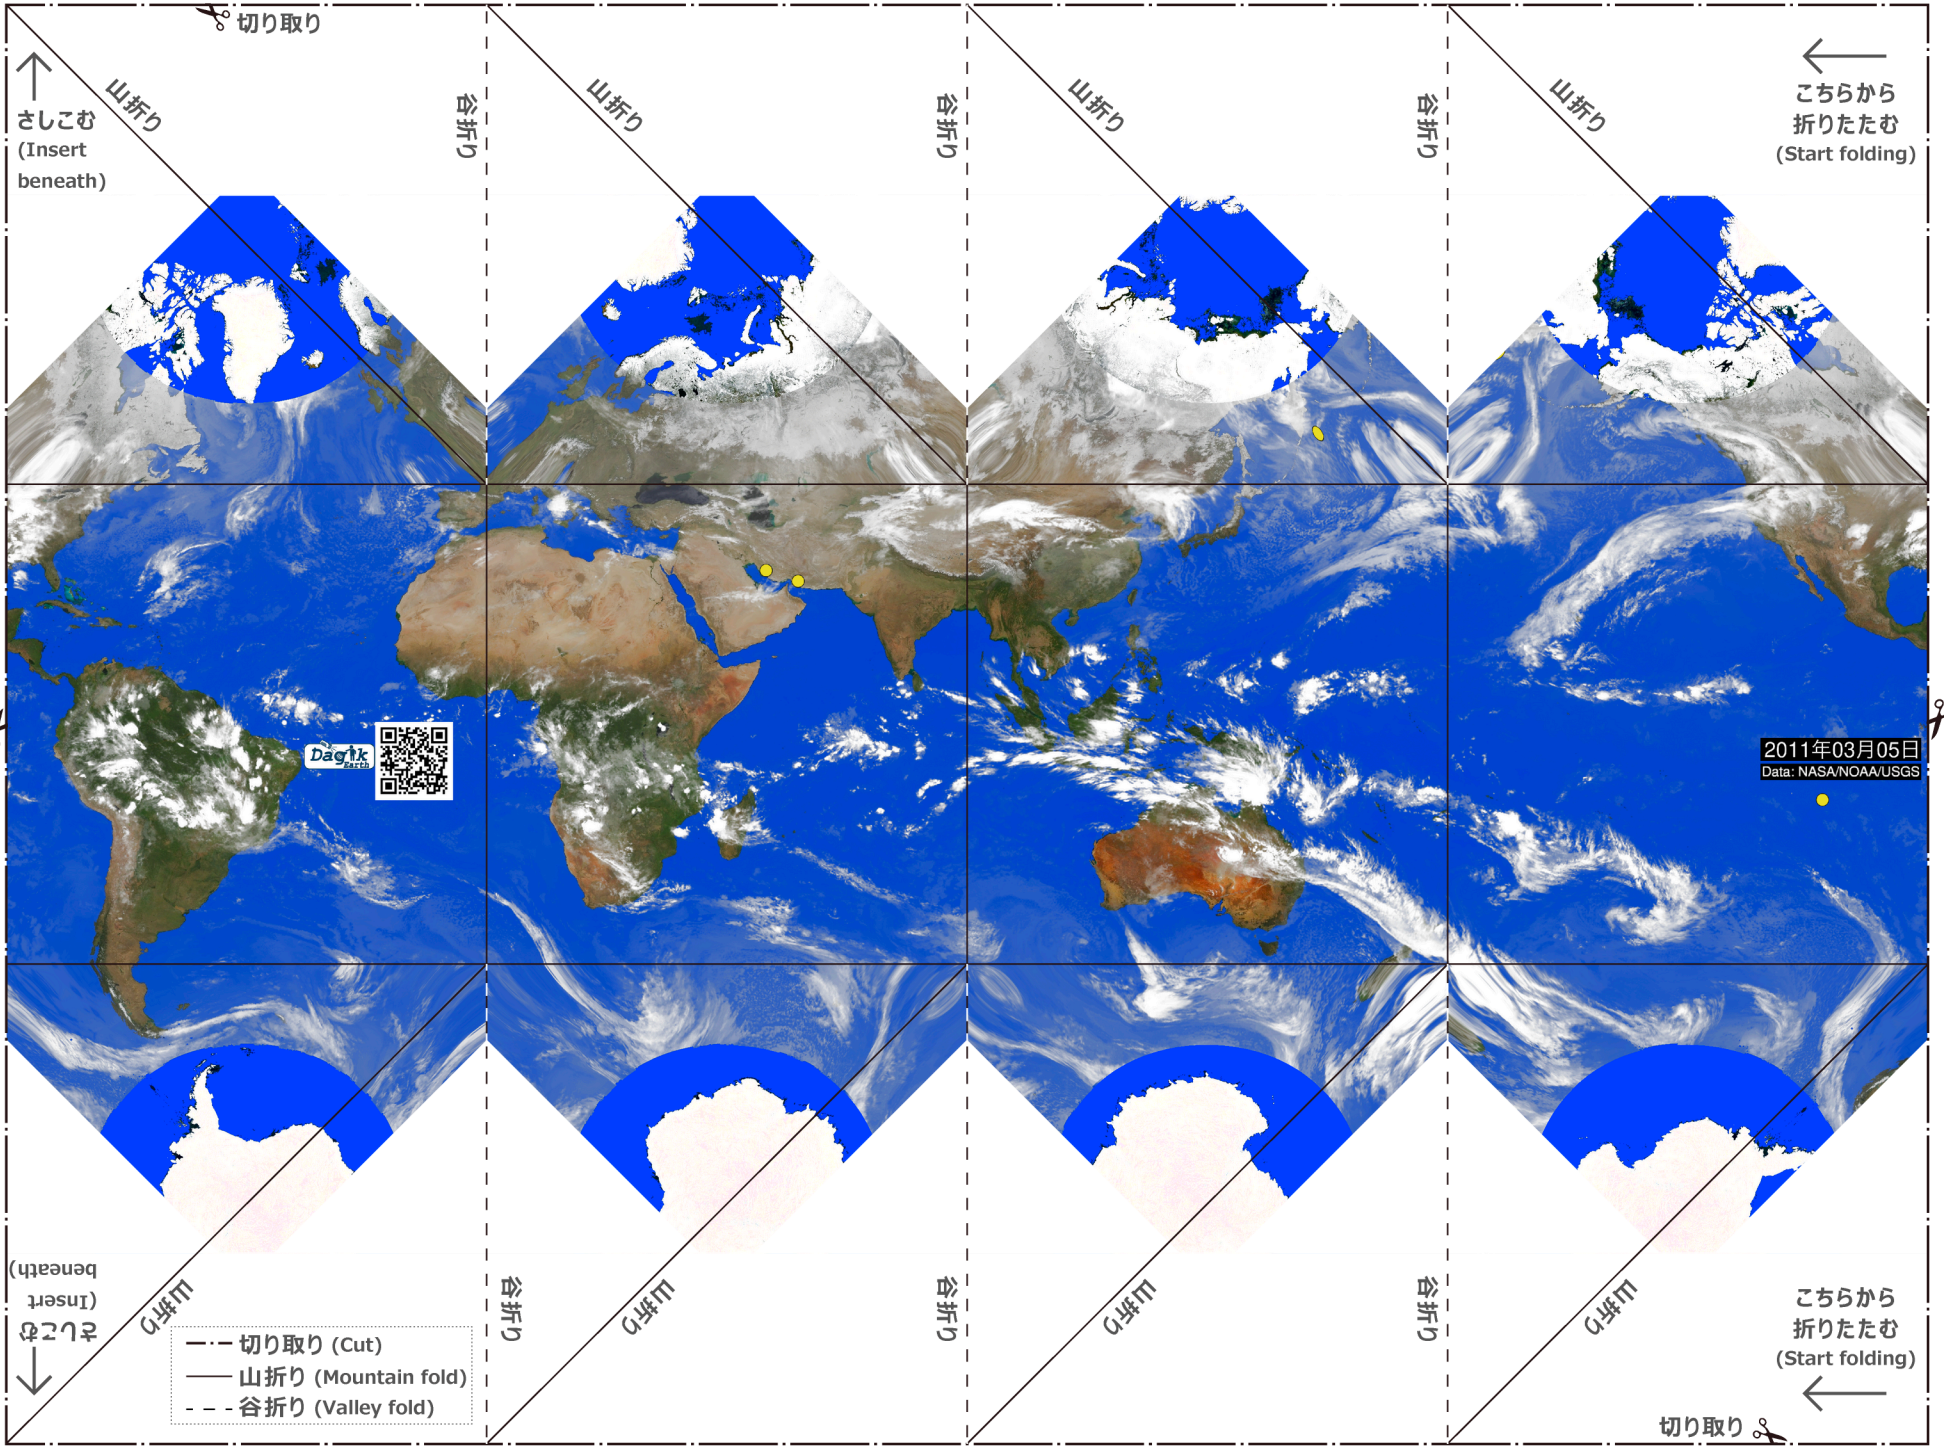 切り取り
さしこむ
(Insert
beneath)
山折り
谷折り
山折り
谷折り
山折り
谷折り
山折り
こちらから
折りたたむ
(Start folding)
Dagik
Earth
2011年03月05日
Data: NASA/NOAA/USGS
さしこむ
(Insert
beneath)
山折り
谷折り
山折り
谷折り
山折り
谷折り
山折り
こちらから
折りたたむ
(Start folding)
切り取り (Cut)
山折り (Mountain fold)
谷折り (Valley fold)
切り取り